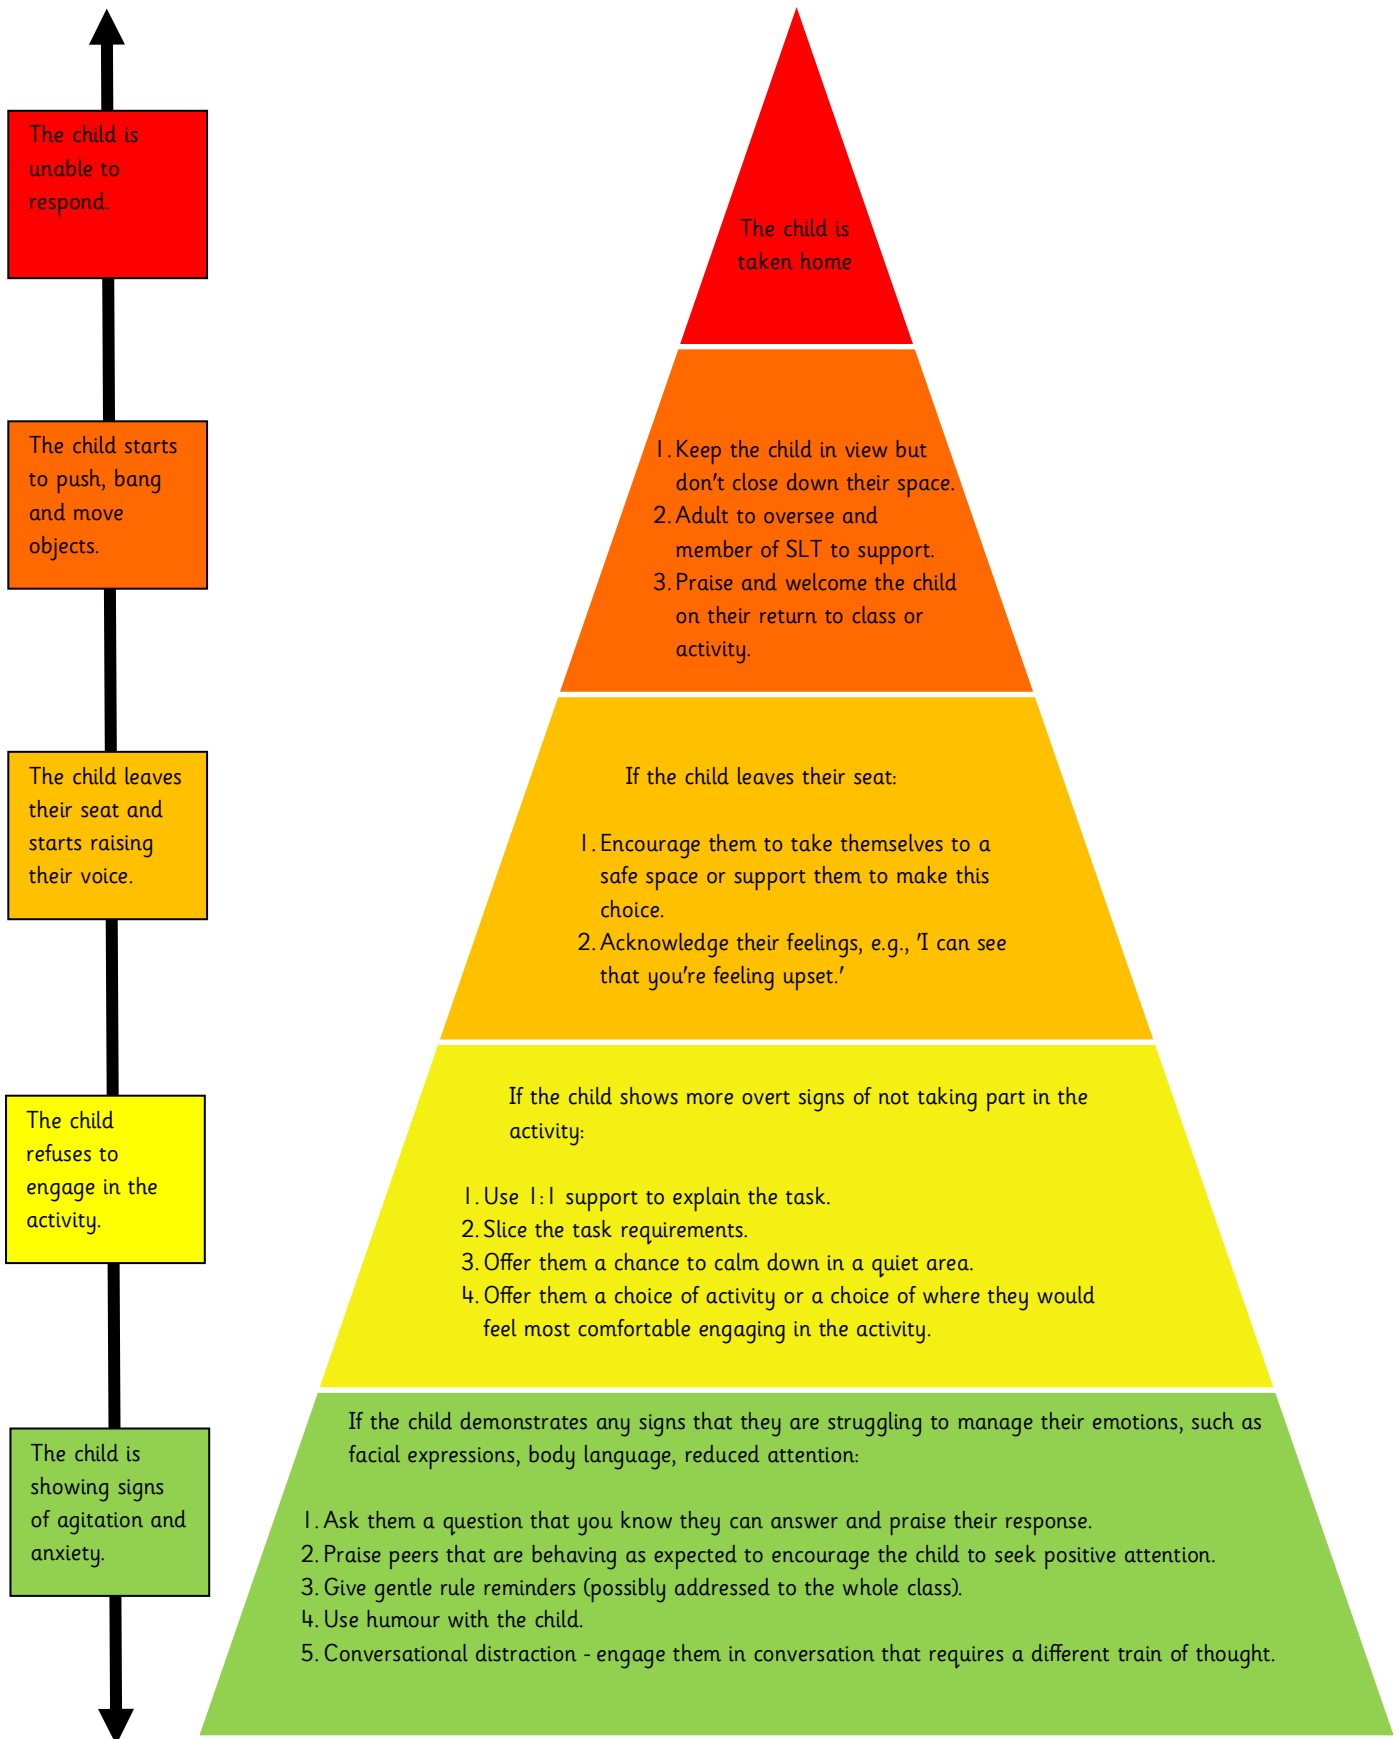 The child is
unable to
respond.
The child is
taken home
The child starts
to push, bang
and move
objects.
1. Keep the child in view but
don't close down their space.
2. Adult to oversee and
member of SLT to support.
3. Praise and welcome the child
on their return to class or
activity.
The child leaves
their seat and
starts raising
their voice.
If the child leaves their seat:
1. Encourage them to take themselves to a
safe space or support them to make this
choice.
2. Acknowledge their feelings, e.g., 'I can see
that you're feeling upset.'
The child
refuses to
engage in the
activity.
If the child shows more overt signs of not taking part in the
activity:
1. Use 1:1 support to explain the task.
2. Slice the task requirements.
3. Offer them a chance to calm down in a quiet area.
4. Offer them a choice of activity or a choice of where they would
feel most comfortable engaging in the activity.
The child is
showing signs
of agitation and
anxiety.
If the child demonstrates any signs that they are struggling to manage their emotions, such as
facial expressions, body language, reduced attention:
1. Ask them a question that you know they can answer and praise their response.
2. Praise peers that are behaving as expected to encourage the child to seek positive attention.
3. Give gentle rule reminders (possibly addressed to the whole class).
4. Use humour with the child.
5. Conversational distraction - engage them in conversation that requires a different train of thought.